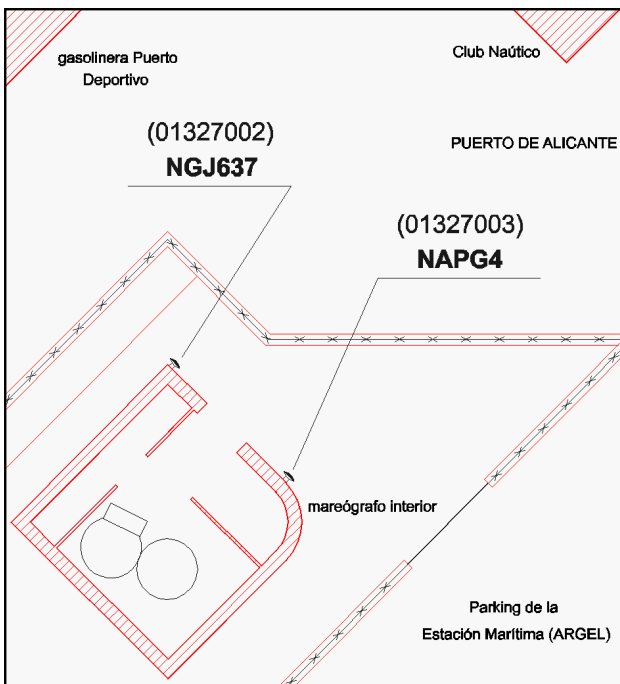 gasolinera Puerto
Deportivo
Club Naútico
(01327002)
NGJ637
PUERTO DE ALICANTE
(01327003)
NAPG4
mareógrafo interior
Parking de la
Estación Marítima (ARGEL)